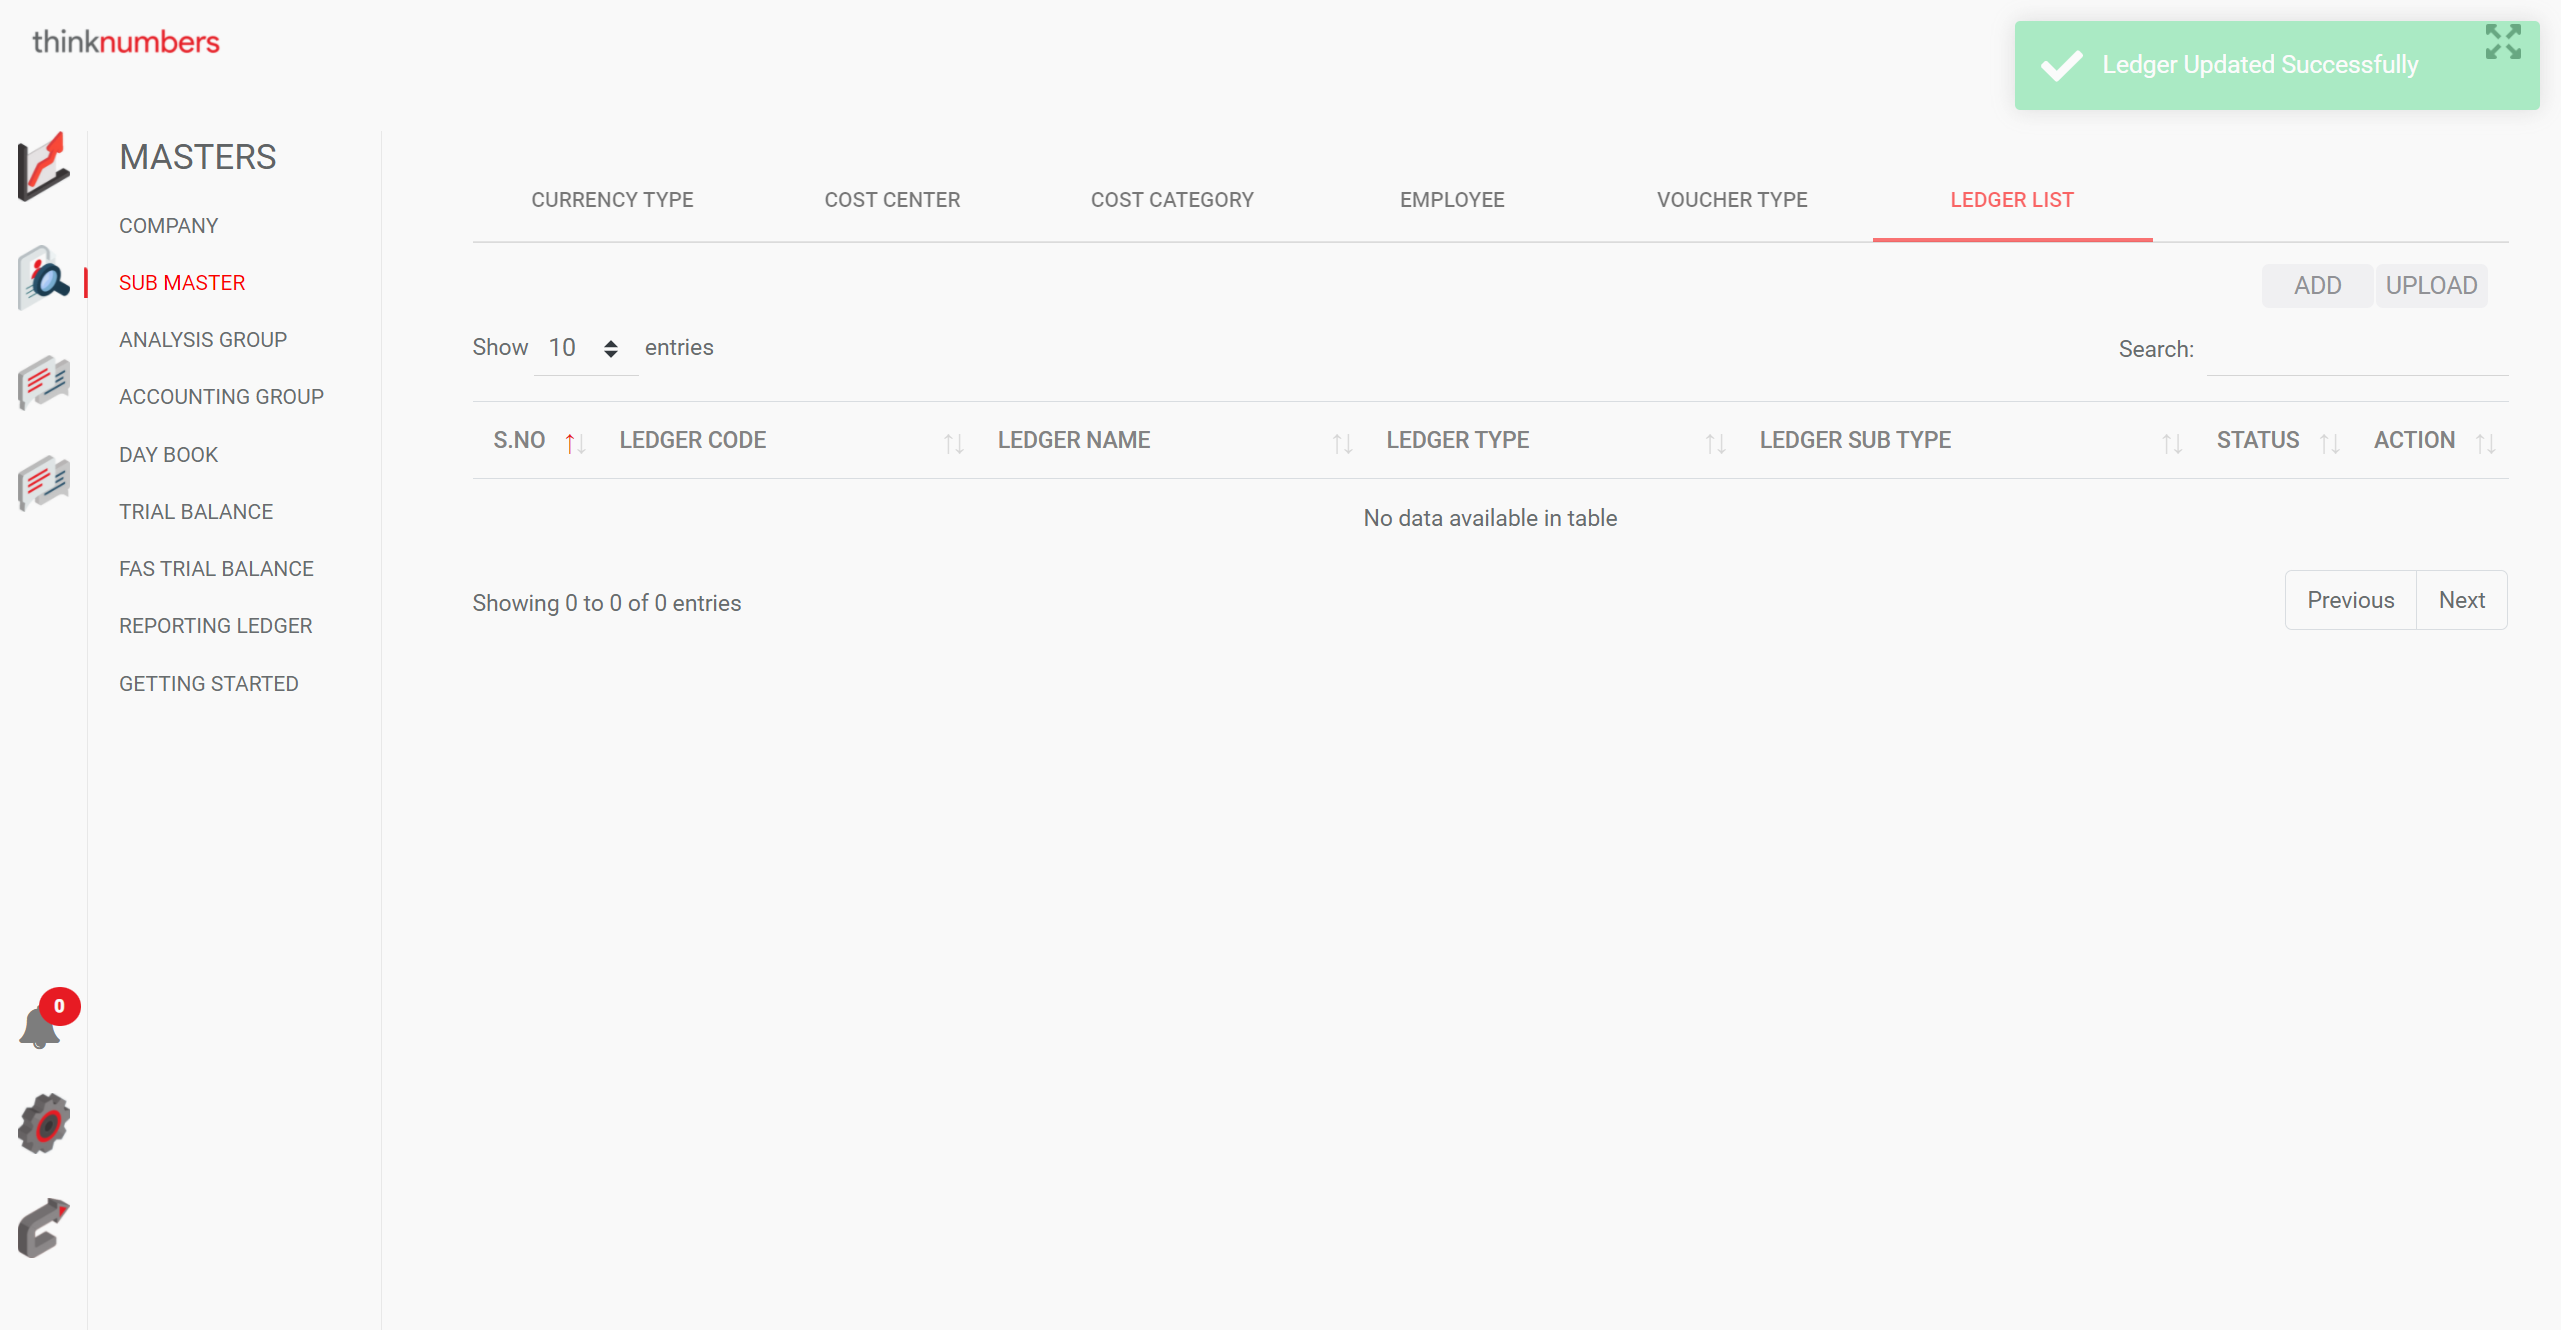 thinknumbers
Ledger Updated Successfully
MASTERS
COMPANY
SUB MASTER
ANALYSIS GROUP
ACCOUNTING GROUP
DAY BOOK
TRIAL BALANCE
FAS TRIAL BALANCE
REPORTING LEDGER
GETTING STARTED
0
CURRENCY TYPE COST CENTER COST CATEGORY EMPLOYEE VOUCHER TYPE LEDGER LIST
ADD UPLOAD
Show 10 entries Search:
S.NO LEDGER CODE LEDGER NAME LEDGER TYPE LEDGER SUB TYPE STATUS ACTION
No data available in table
Showing 0 to 0 of 0 entries Previous Next